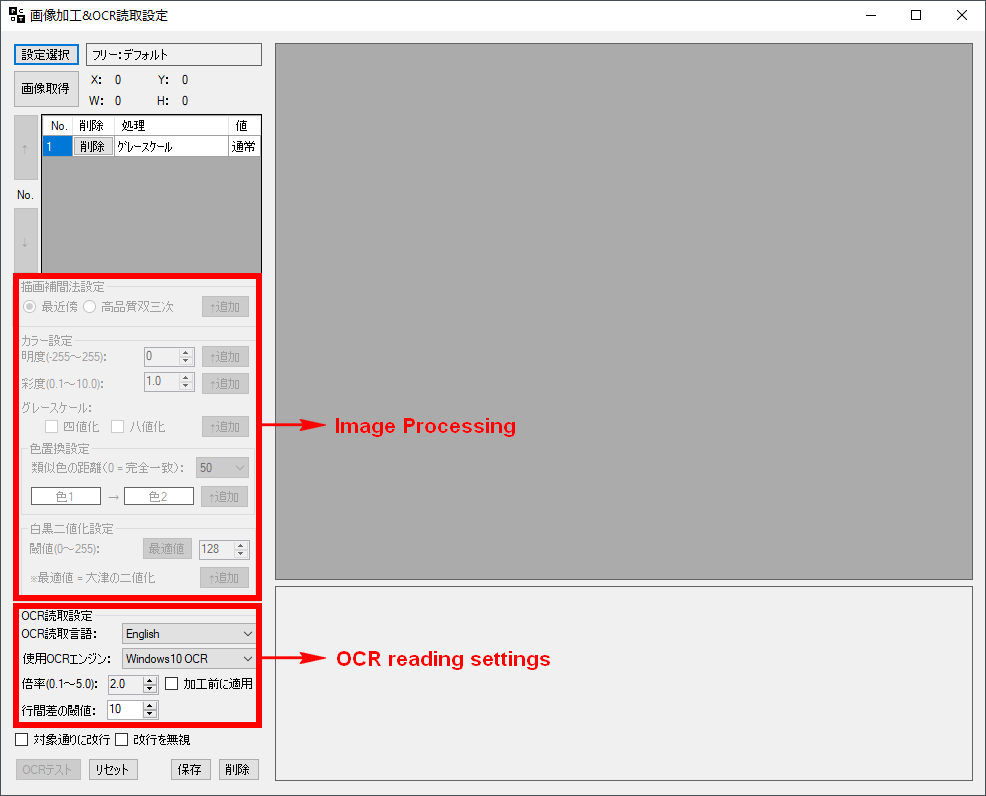 PCOT 画像加工&OCR読取設定
設定選択 フリー:デフォルト
画像取得 X: 0 Y: 0
W: 0 H: 0
No. 削除 処理 値
1 削除 グレースケール 通常
↑
No.
↓
描画補間法設定
最近傍 高品質双三次 ↑追加
カラー設定
明度(-255～255): 0 ↑追加
彩度(0.1～10.0): 1.0 ↑追加
グレースケール:
四値化 八値化 ↑追加
Image Processing
色置換設定
類似色の距離(0 = 完全一致): 50
色1 → 色2 ↑追加
白黒二値化設定
閾値(0～255): 最適値 128
※最適値 = 大津の二値化 ↑追加
OCR読取設定
OCR読取言語: English
使用OCRエンジン: Windows10 OCR
OCR reading settings
倍率(0.1～5.0): 2.0 加工前に適用
行間差の閾値: 10
対象通りに改行 改行を無視
OCRテスト リセット 保存 削除